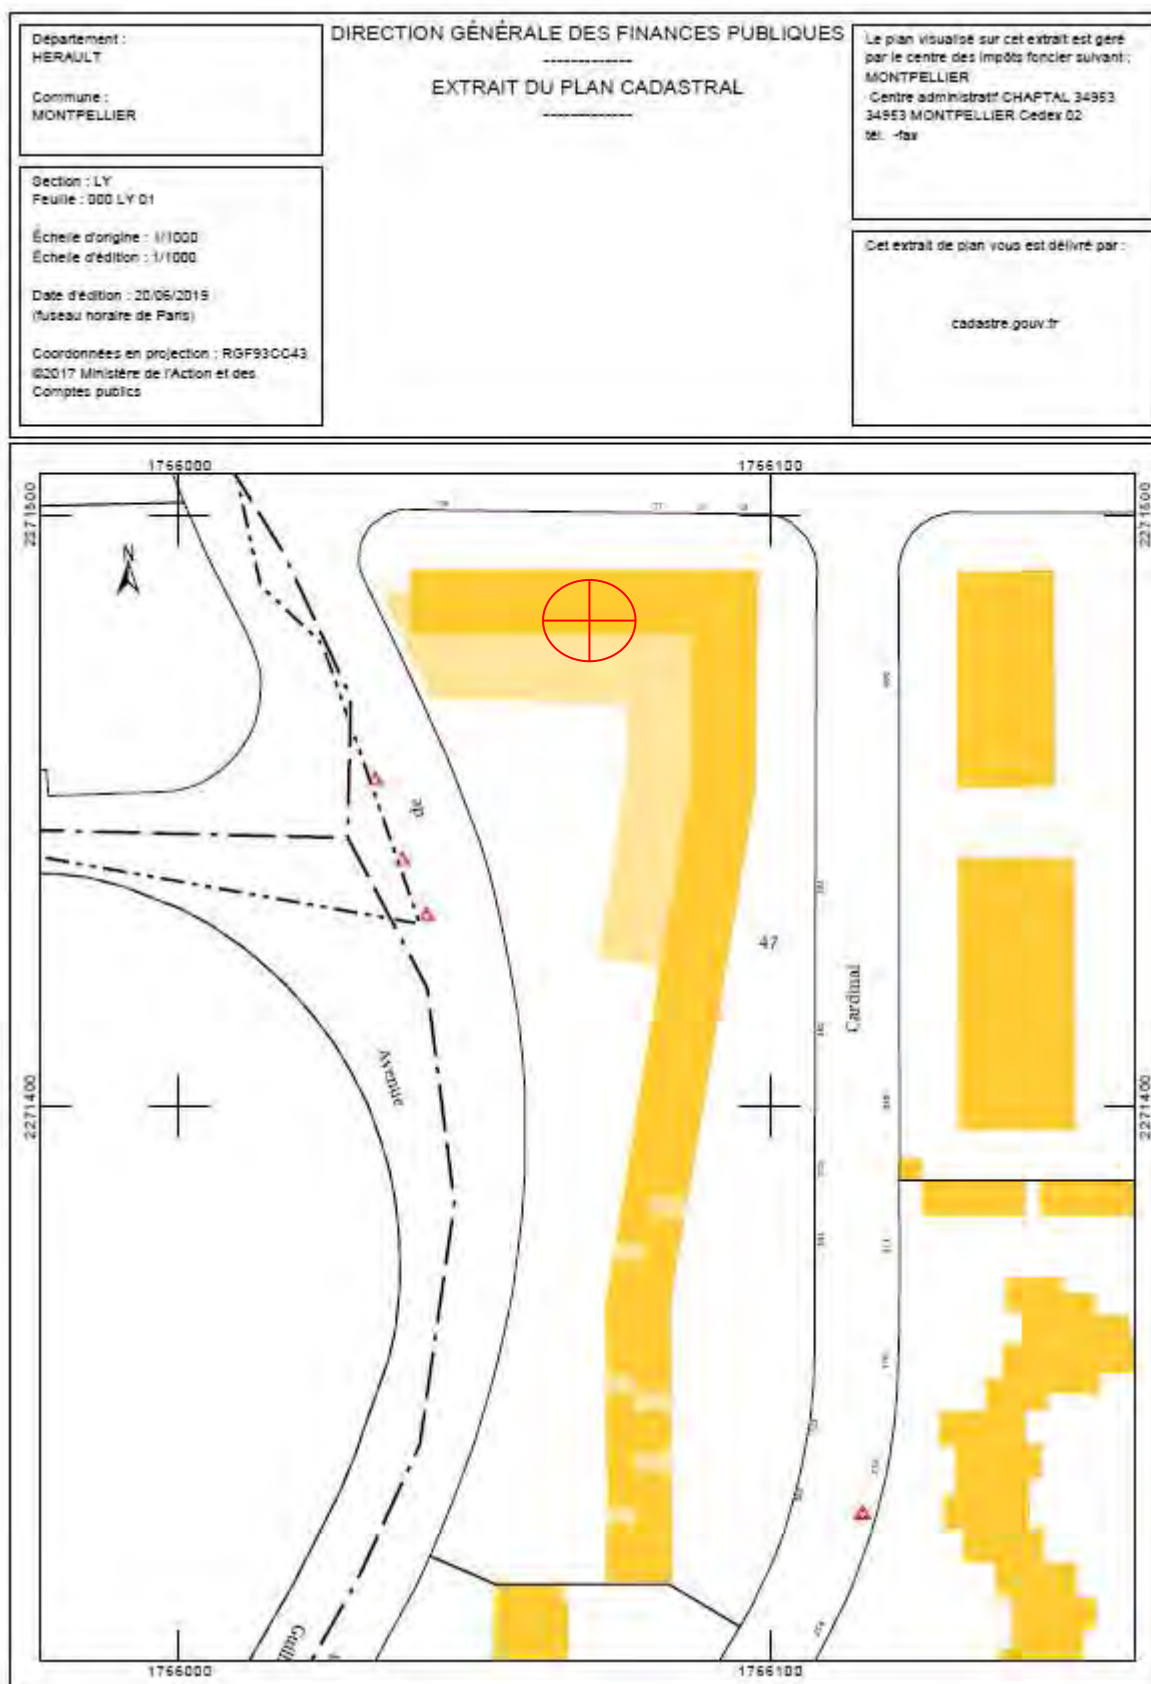 Département :
HERAULT
Commune :
MONTPELLIER
Section : LY
Feuille : 000 LY 01
Échelle d'origine : 1/1000
Échelle d'édition : 1/1000
Date d'édition : 20/06/2019
(fuseau horaire de Paris)
Coordonnées en projection : RGF93CC43
©2017 Ministère de l'Action et des
Comptes publics
DIRECTION GÉNÉRALE DES FINANCES PUBLIQUES
-------------
EXTRAIT DU PLAN CADASTRAL
-------------
Le plan visualisé sur cet extrait est géré
par le centre des impôts foncier suivant :
MONTPELLIER
Centre administratif CHAPTAL 34953
34953 MONTPELLIER Cedex 02
tél. -fax
Cet extrait de plan vous est délivré par :
cadastre.gouv.fr
1766000
1766100
2271500
2271500
N
de
47
Cardinal
Avenue
2271400
2271400
Guill
1766000
1766100